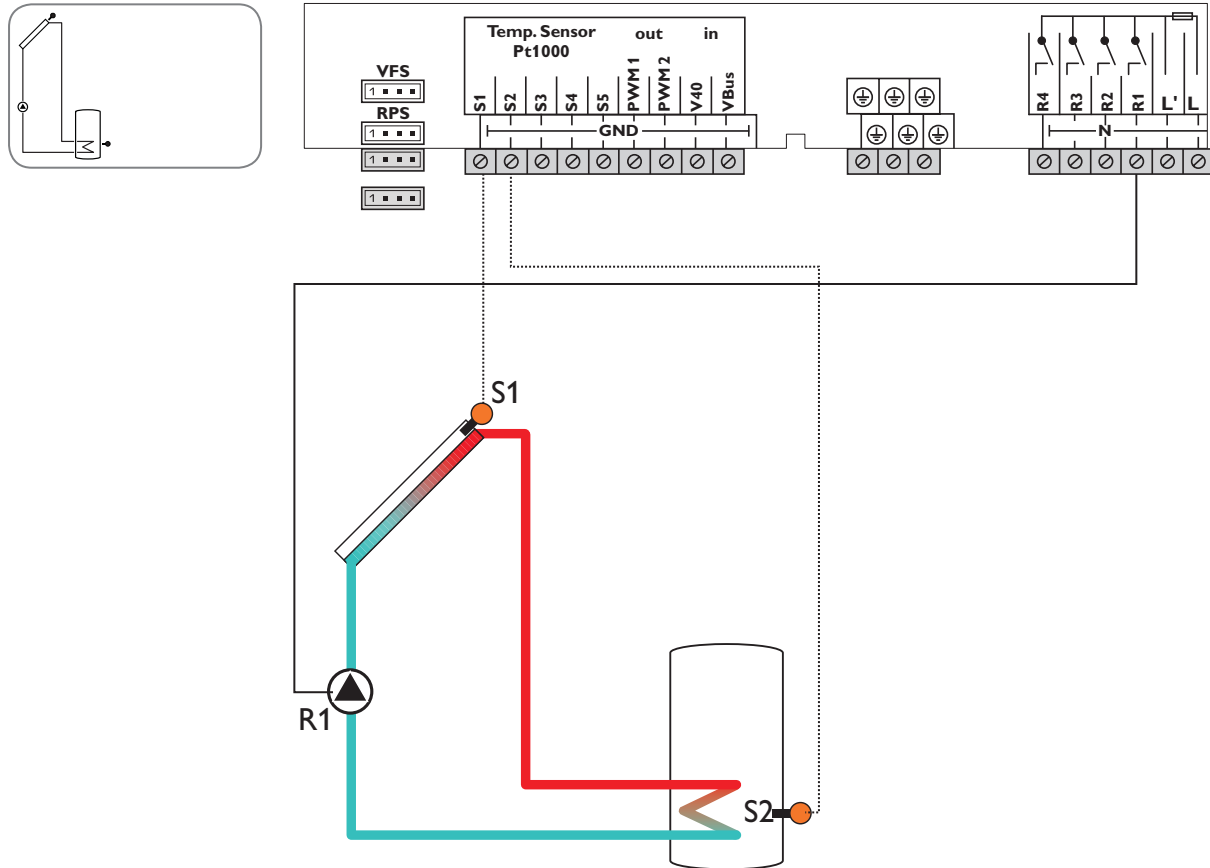 Temp. Sensor
Pt1000
out
in
VFS
1
RPS
1
1
1
S1
S2
S3
S4
S5
PWM 1
PWM 2
V40
VBus
GND
R4
R3
R2
R1
L'
L
N
S1
R1
S2